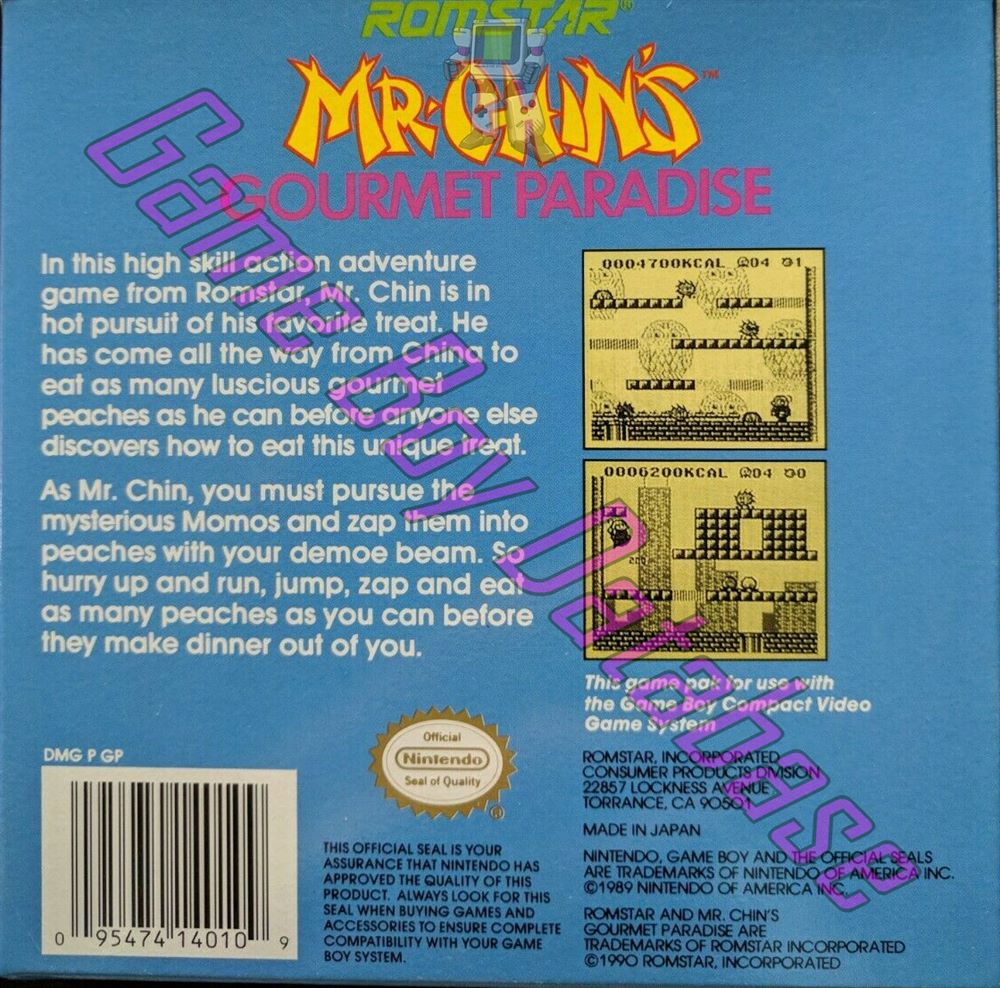 ROMSTAR®
MR. CHIN'S™
GOURMET PARADISE
In this high skill action adventure
game from Romstar, Mr. Chin is in
hot pursuit of his favorite treat. He
has come all the way from China to
eat as many luscious gourmet
peaches as he can before anyone else
discovers how to eat this unique treat.
As Mr. Chin, you must pursue the
mysterious Momos and zap them into
peaches with your demoe beam. So
hurry up and run, jump, zap and eat
as many peaches as you can before
they make dinner out of you.
0004700KCAL 04 1
0006200KCAL 04 0
200
This game pak for use with
the Game Boy Compact Video
Game System
DMG P GP
0 95474 14010 9
Official
Nintendo
Seal of Quality
®
THIS OFFICIAL SEAL IS YOUR
ASSURANCE THAT NINTENDO HAS
APPROVED THE QUALITY OF THIS
PRODUCT. ALWAYS LOOK FOR THIS
SEAL WHEN BUYING GAMES AND
ACCESSORIES TO ENSURE COMPLETE
COMPATIBILITY WITH YOUR GAME
BOY SYSTEM.
ROMSTAR, INCORPORATED
CONSUMER PRODUCTS DIVISION
22857 LOCKNESS AVENUE
TORRANCE, CA 90501
MADE IN JAPAN
NINTENDO, GAME BOY AND THE OFFICIAL SEALS
ARE TRADEMARKS OF NINTENDO OF AMERICA INC.
©1989 NINTENDO OF AMERICA INC.
ROMSTAR AND MR. CHIN'S
GOURMET PARADISE ARE
TRADEMARKS OF ROMSTAR INCORPORATED
©1990 ROMSTAR, INCORPORATED
Game Boy Database